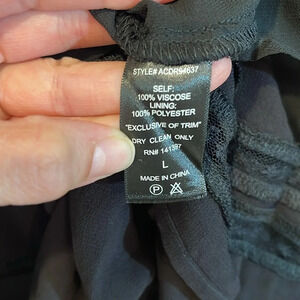 STYLE# ACDR94637
SELF:
100% VISCOSE
LINING:
100% POLYESTER
"EXCLUSIVE OF TRIM"
DRY CLEAN ONLY
RN# 141397
L
MADE IN CHINA
P